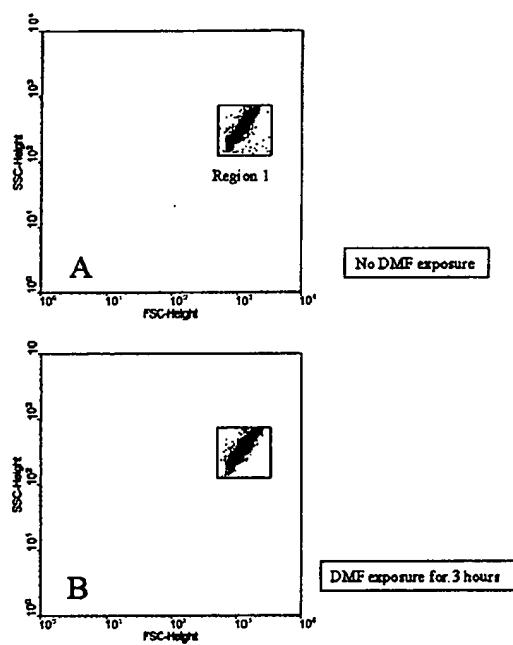 10⁴
10³
10²
10¹
10⁰
SSC-Height
Region 1
A
10⁰ 10¹ 10² 10³ 10⁴
FSC-Height
No DMF exposure
10
10³
10²
10¹
10⁰
SSC-Height
B
10⁰ 10¹ 10² 10³ 10⁴
FSC-Height
DMF exposure for 3 hours